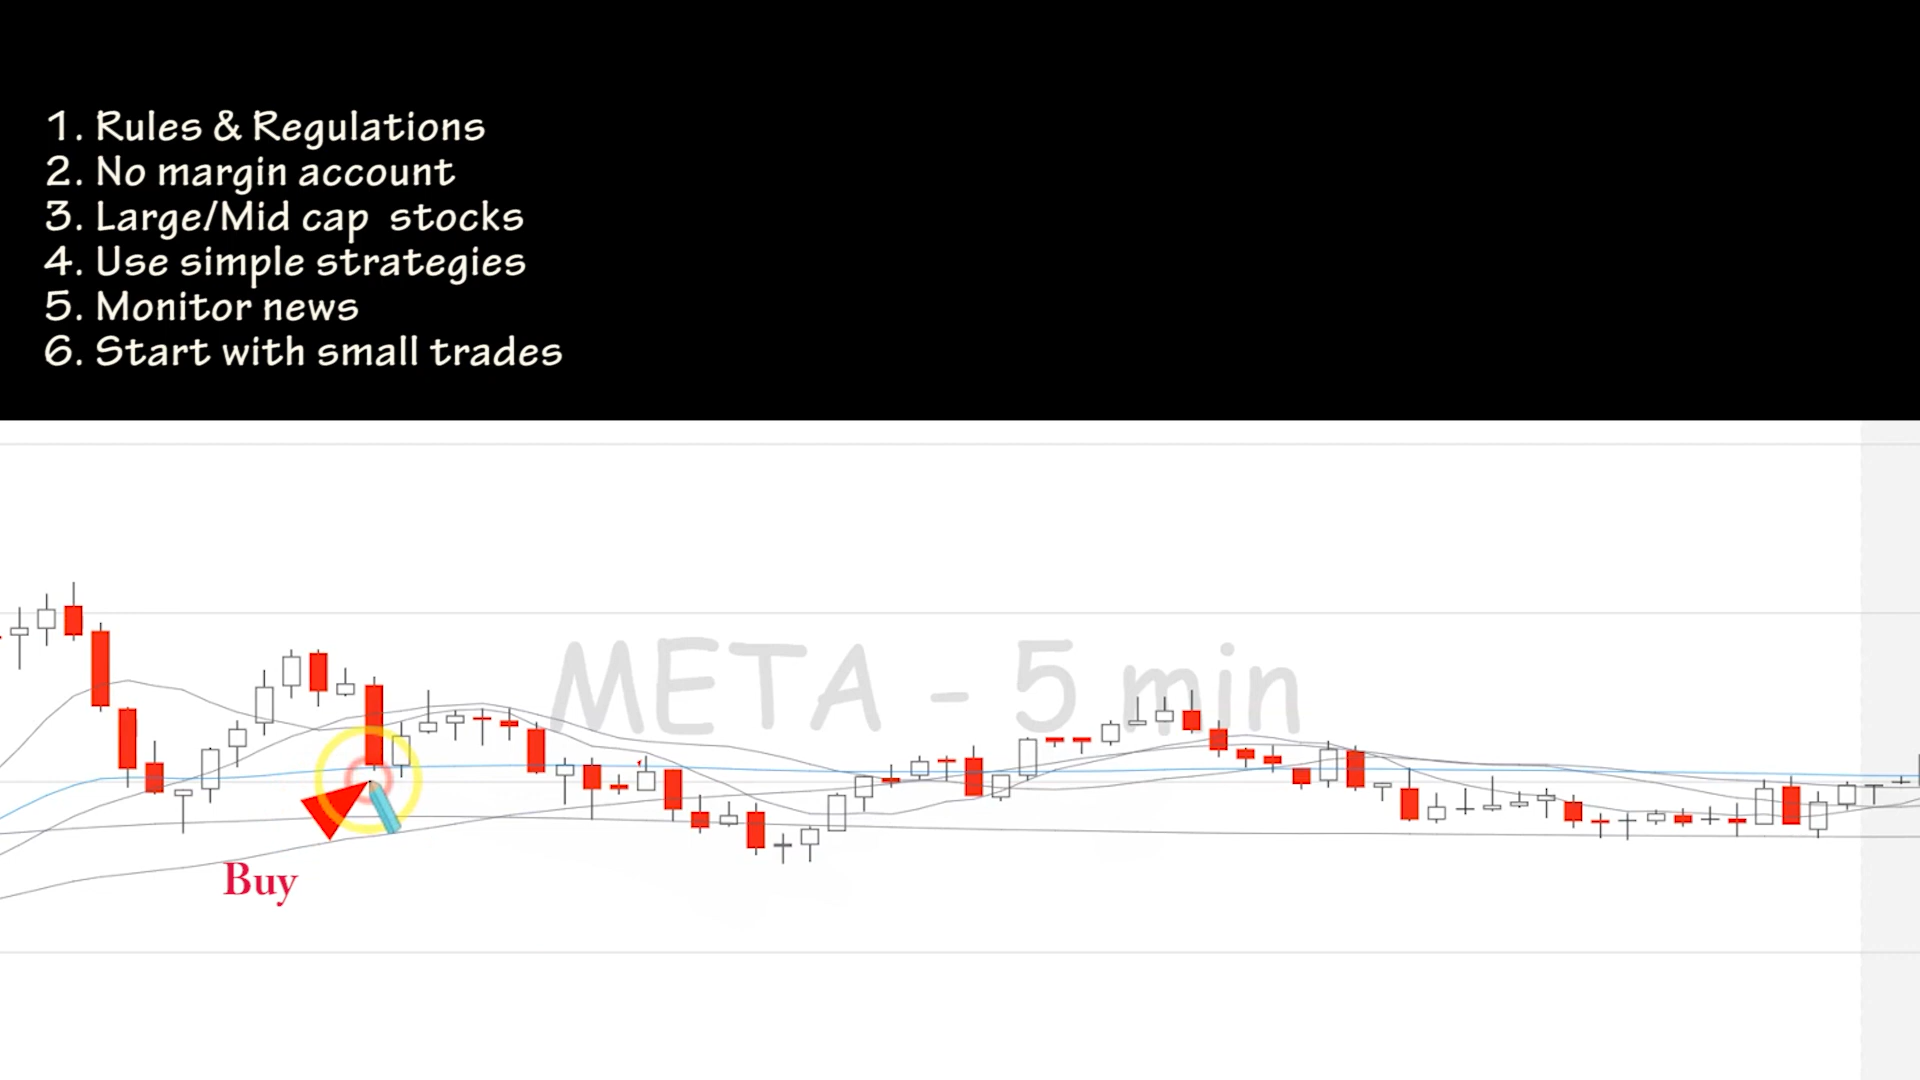 1. Rules & Regulations
2. No margin account
3. Large/Mid cap stocks
4. Use simple strategies
5. Monitor news
6. Start with small trades
META - 5 min
Buy